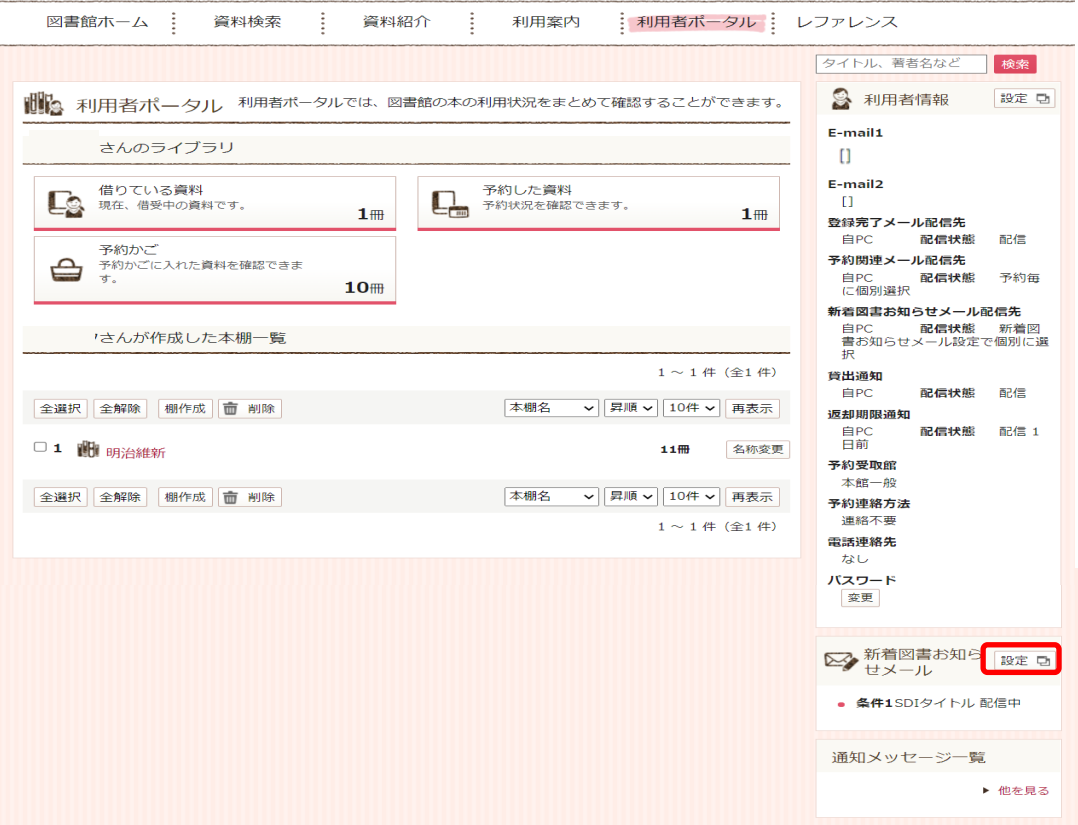 図書館ホーム 資料検索 資料紹介 利用案内 利用者ポータル レファレンス
タイトル、著者名など 検索
利用者ポータル 利用者ポータルでは、図書館の本の利用状況をまとめて確認することができます。
さんのライブラリ
借りている資料
現在、借受中の資料です。
1冊
予約した資料
予約状況を確認できます。
1冊
予約かご
予約かごに入れた資料を確認できま
す。
10冊
さんが作成した本棚一覧
1 ～ 1 件（全1 件）
全選択 全解除 棚作成 削除 本棚名 昇順 10件 再表示
1 明治維新 11冊 名称変更
全選択 全解除 棚作成 削除 本棚名 昇順 10件 再表示
1 ～ 1 件（全1 件）
利用者情報 設定
E-mail1
[]
E-mail2
[]
登録完了メール配信先
自PC 配信状態 配信
予約関連メール配信先
自PC 配信状態 予約毎
に個別選択
新着図書お知らせメール配信先
自PC 配信状態 新着図
書お知らせメール設定で個別に選
択
貸出通知
自PC 配信状態 配信
返却期限通知
自PC 配信状態 配信 1
日前
予約受取館
本館一般
予約連絡方法
連絡不要
電話連絡先
なし
パスワード
変更
新着図書お知ら
せメール
設定
条件1SDIタイトル 配信中
通知メッセージ一覧
他を見る